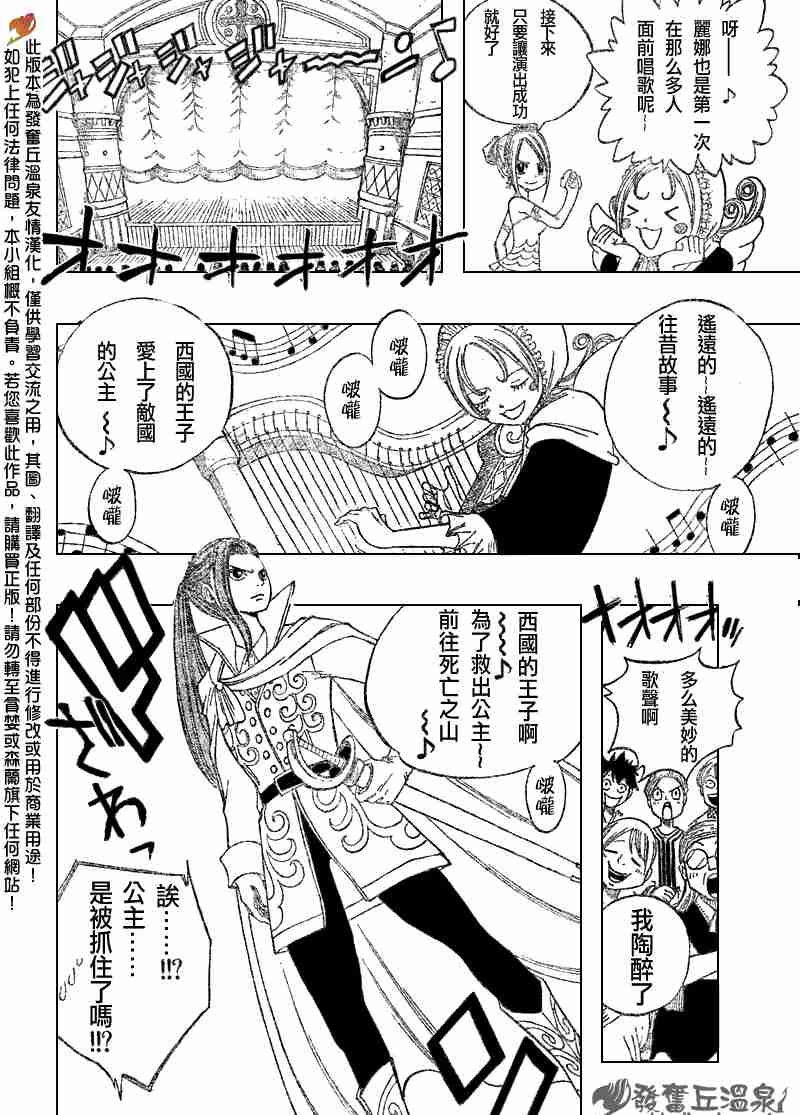 呀——♪
麗娜也是第一次
在那么多人
面前唱歌呢~
接下來
只要讓演出成功
就好了
ジャジャジャーン♪
オオオオオオ
遙遠的~遙遠的~
往昔故事~♪
啵嚨
啵嚨
啵嚨
西國的王子
愛上了敵國
的公主~♪
啵嚨
オオオオ
多么美妙的
歌聲啊
我陶醉了
西國的王子啊~♪
為了救出公主~
前往死亡之山~♪
啵嚨
誒……!!?
公主……
是被抓住了嗎!!?
此版本為發奮丘溫泉友情漢化，僅供學習交流之用，其圖、翻譯及任何部份不得進行修改或用於商業用途！
如犯上任何法律問題，本小組概不負責。若您喜歡此作品，請購買正版！請勿轉至貪婪或森蘭旗下任何網站！
發奮丘溫泉